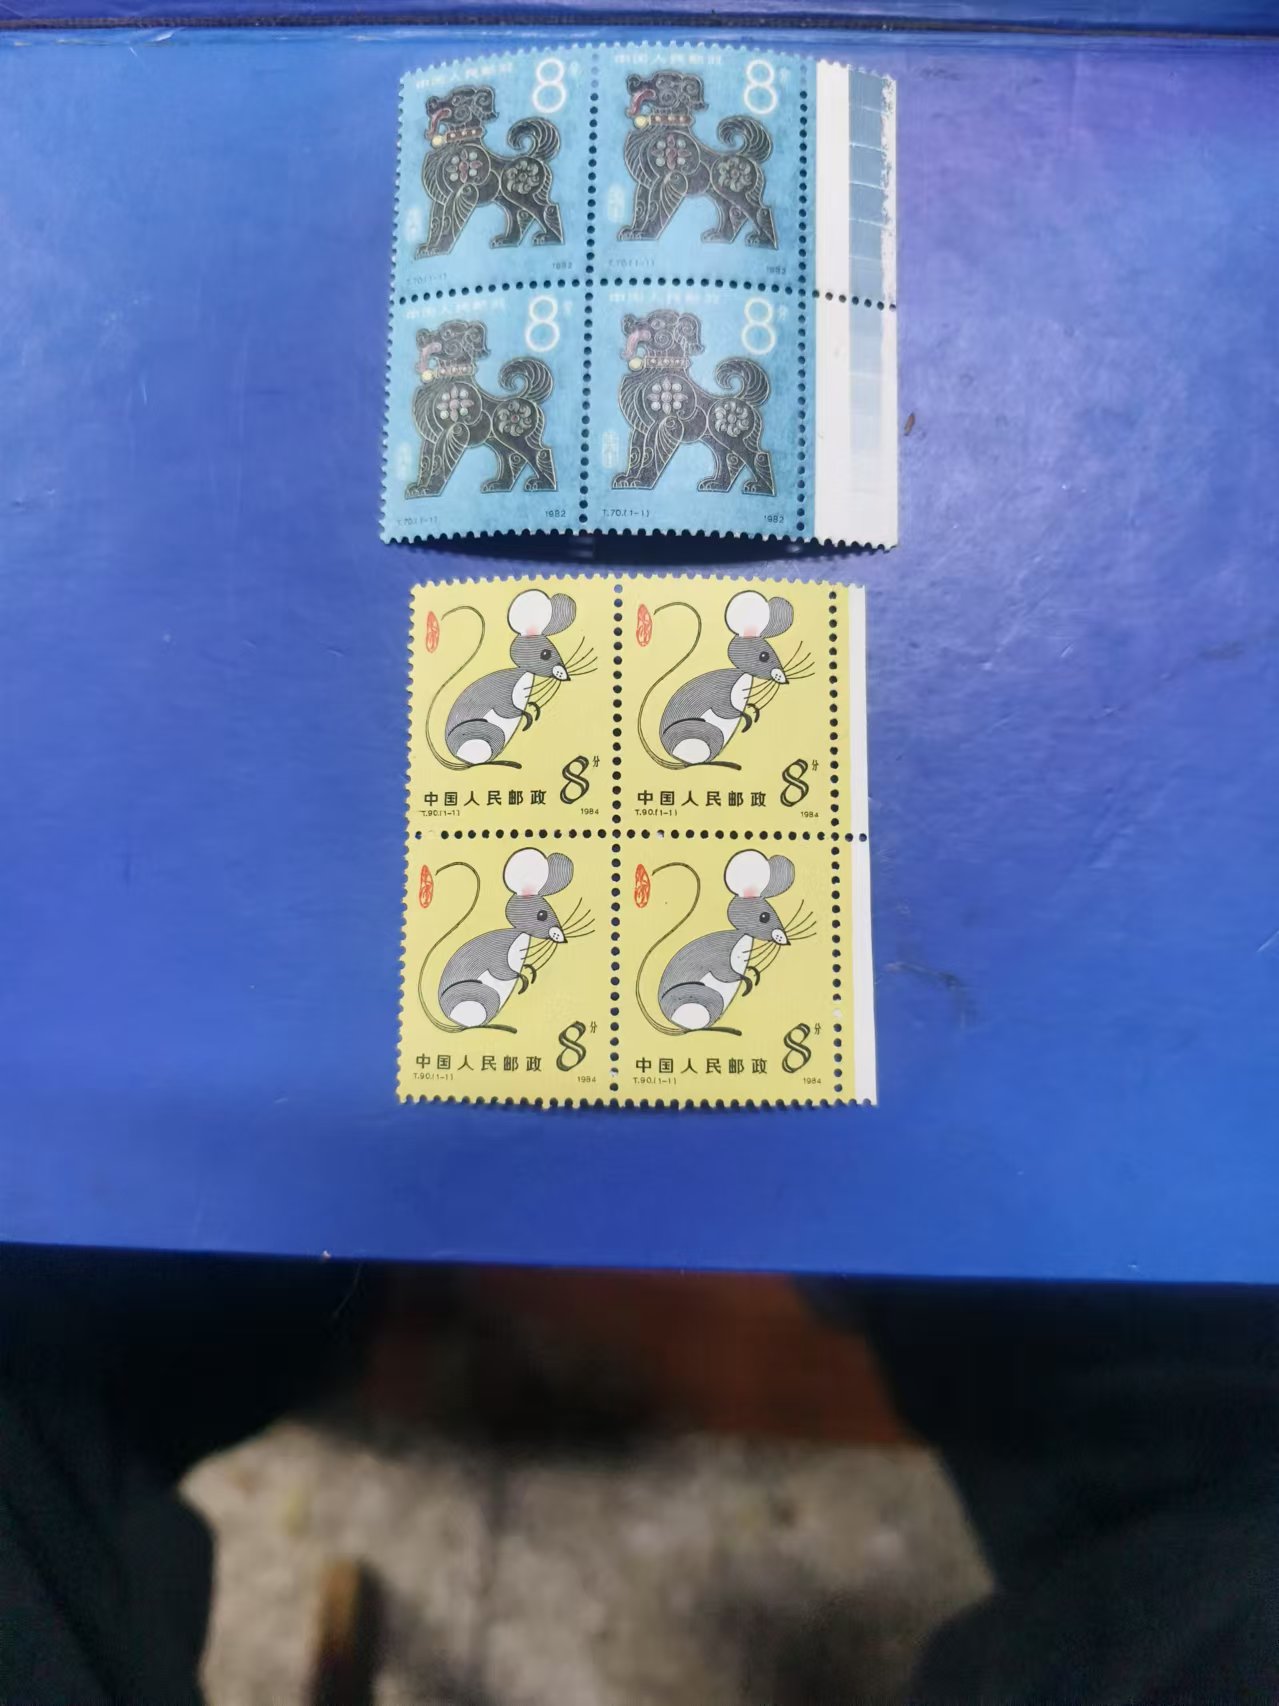 中国人民邮政 8分 中国人民邮政 8分
T.70.(1-1) 1982 T.70.(1-1) 1982
中国人民邮政 8分 中国人民邮政 8分
T.70.(1-1) 1982 T.70.(1-1) 1982
8分 8分
中国人民邮政 中国人民邮政
T.90.(1-1) 1984 T.90.(1-1) 1984
8分 8分
中国人民邮政 中国人民邮政
T.90.(1-1) 1984 T.90.(1-1) 1984